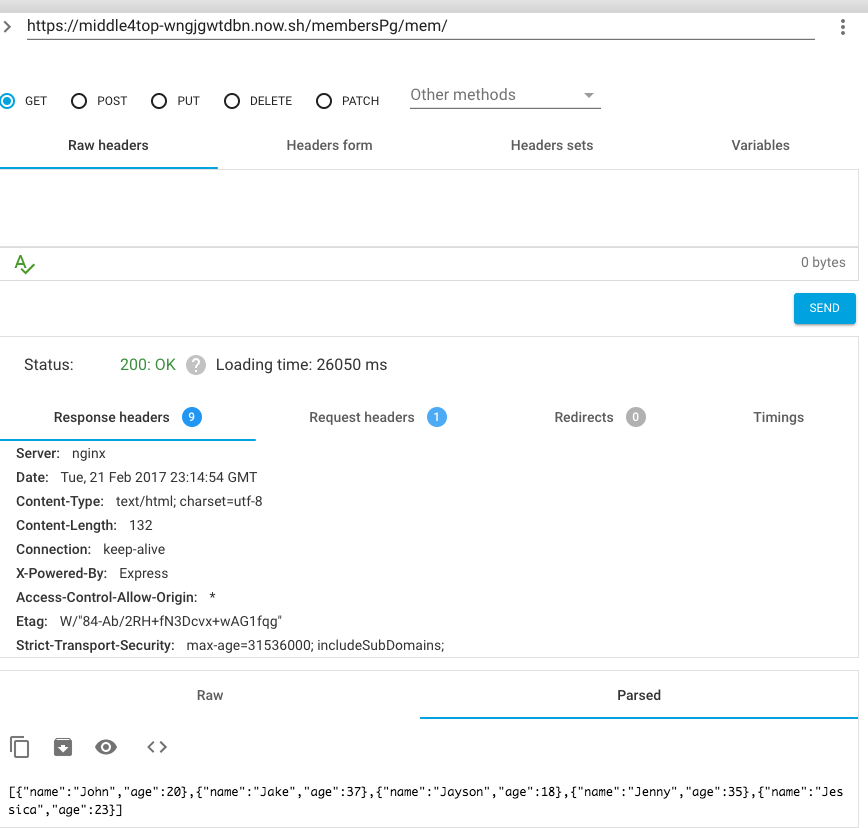 https://middle4top-wngjgwtdbn.now.sh/membersPg/mem/
GET POST PUT DELETE PATCH Other methods
Raw headers Headers form Headers sets Variables
0 bytes
SEND
Status: 200: OK ? Loading time: 26050 ms
Response headers 9 Request headers 1 Redirects 0 Timings
Server: nginx
Date: Tue, 21 Feb 2017 23:14:54 GMT
Content-Type: text/html; charset=utf-8
Content-Length: 132
Connection: keep-alive
X-Powered-By: Express
Access-Control-Allow-Origin: *
Etag: W/"84-Ab/2RH+fN3Dcvx+wAG1fqg"
Strict-Transport-Security: max-age=31536000; includeSubDomains;
Raw Parsed
[{"name":"John","age":20},{"name":"Jake","age":37},{"name":"Jayson","age":18},{"name":"Jenny","age":35},{"name":"Jes
sica","age":23}]